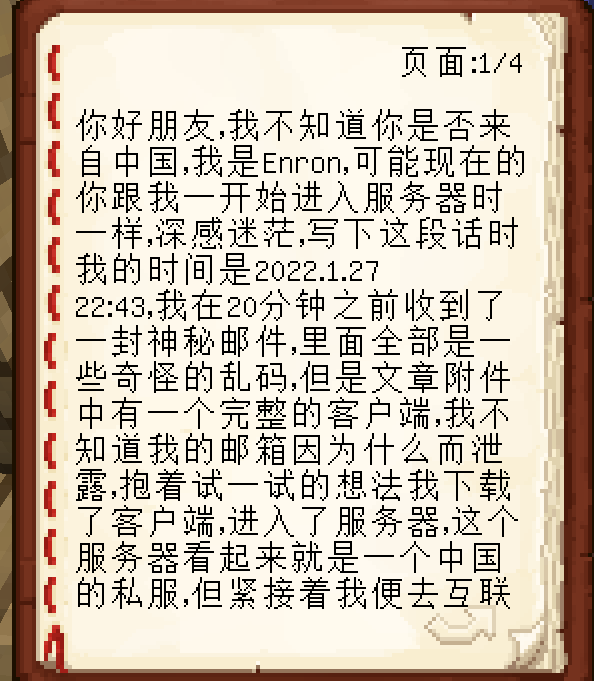 页面:1/4
你好朋友,我不知道你是否来
自中国,我是Enron,可能现在的
你跟我一开始进入服务器时
一样,深感迷茫,写下这段话时
我的时间是2022.1.27
22:43,我在20分钟之前收到了
一封神秘邮件,里面全部是一
些奇怪的乱码,但是文章附件
中有一个完整的客户端,我不
知道我的邮箱因为什么而泄
露,抱着试一试的想法我下载
了客户端,进入了服务器,这个
服务器看起来就是一个中国
的私服,但紧接着我便去互联